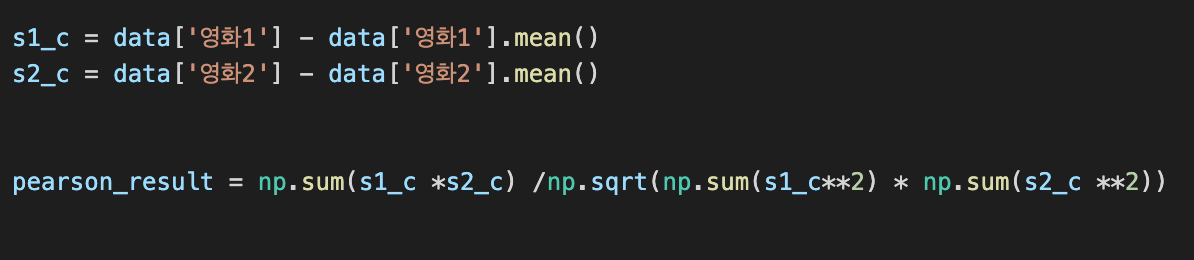 s1_c = data['영화1'] - data['영화1'].mean()
s2_c = data['영화2'] - data['영화2'].mean()
pearson_result = np.sum(s1_c *s2_c) /np.sqrt(np.sum(s1_c**2) * np.sum(s2_c **2))